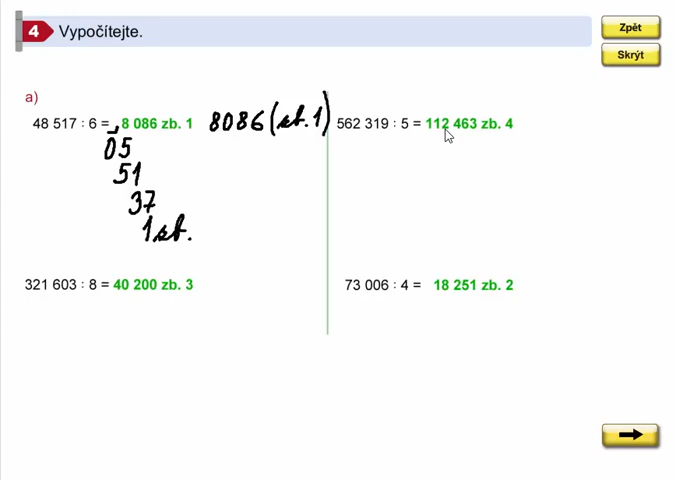 4 Vypočítejte.
Zpět
Skrýt
a)
48 517 : 6 = 8 086 zb. 1
8086 (zb. 1)
05
51
37
1 zb.
562 319 : 5 = 112 463 zb. 4
321 603 : 8 = 40 200 zb. 3
73 006 : 4 = 18 251 zb. 2